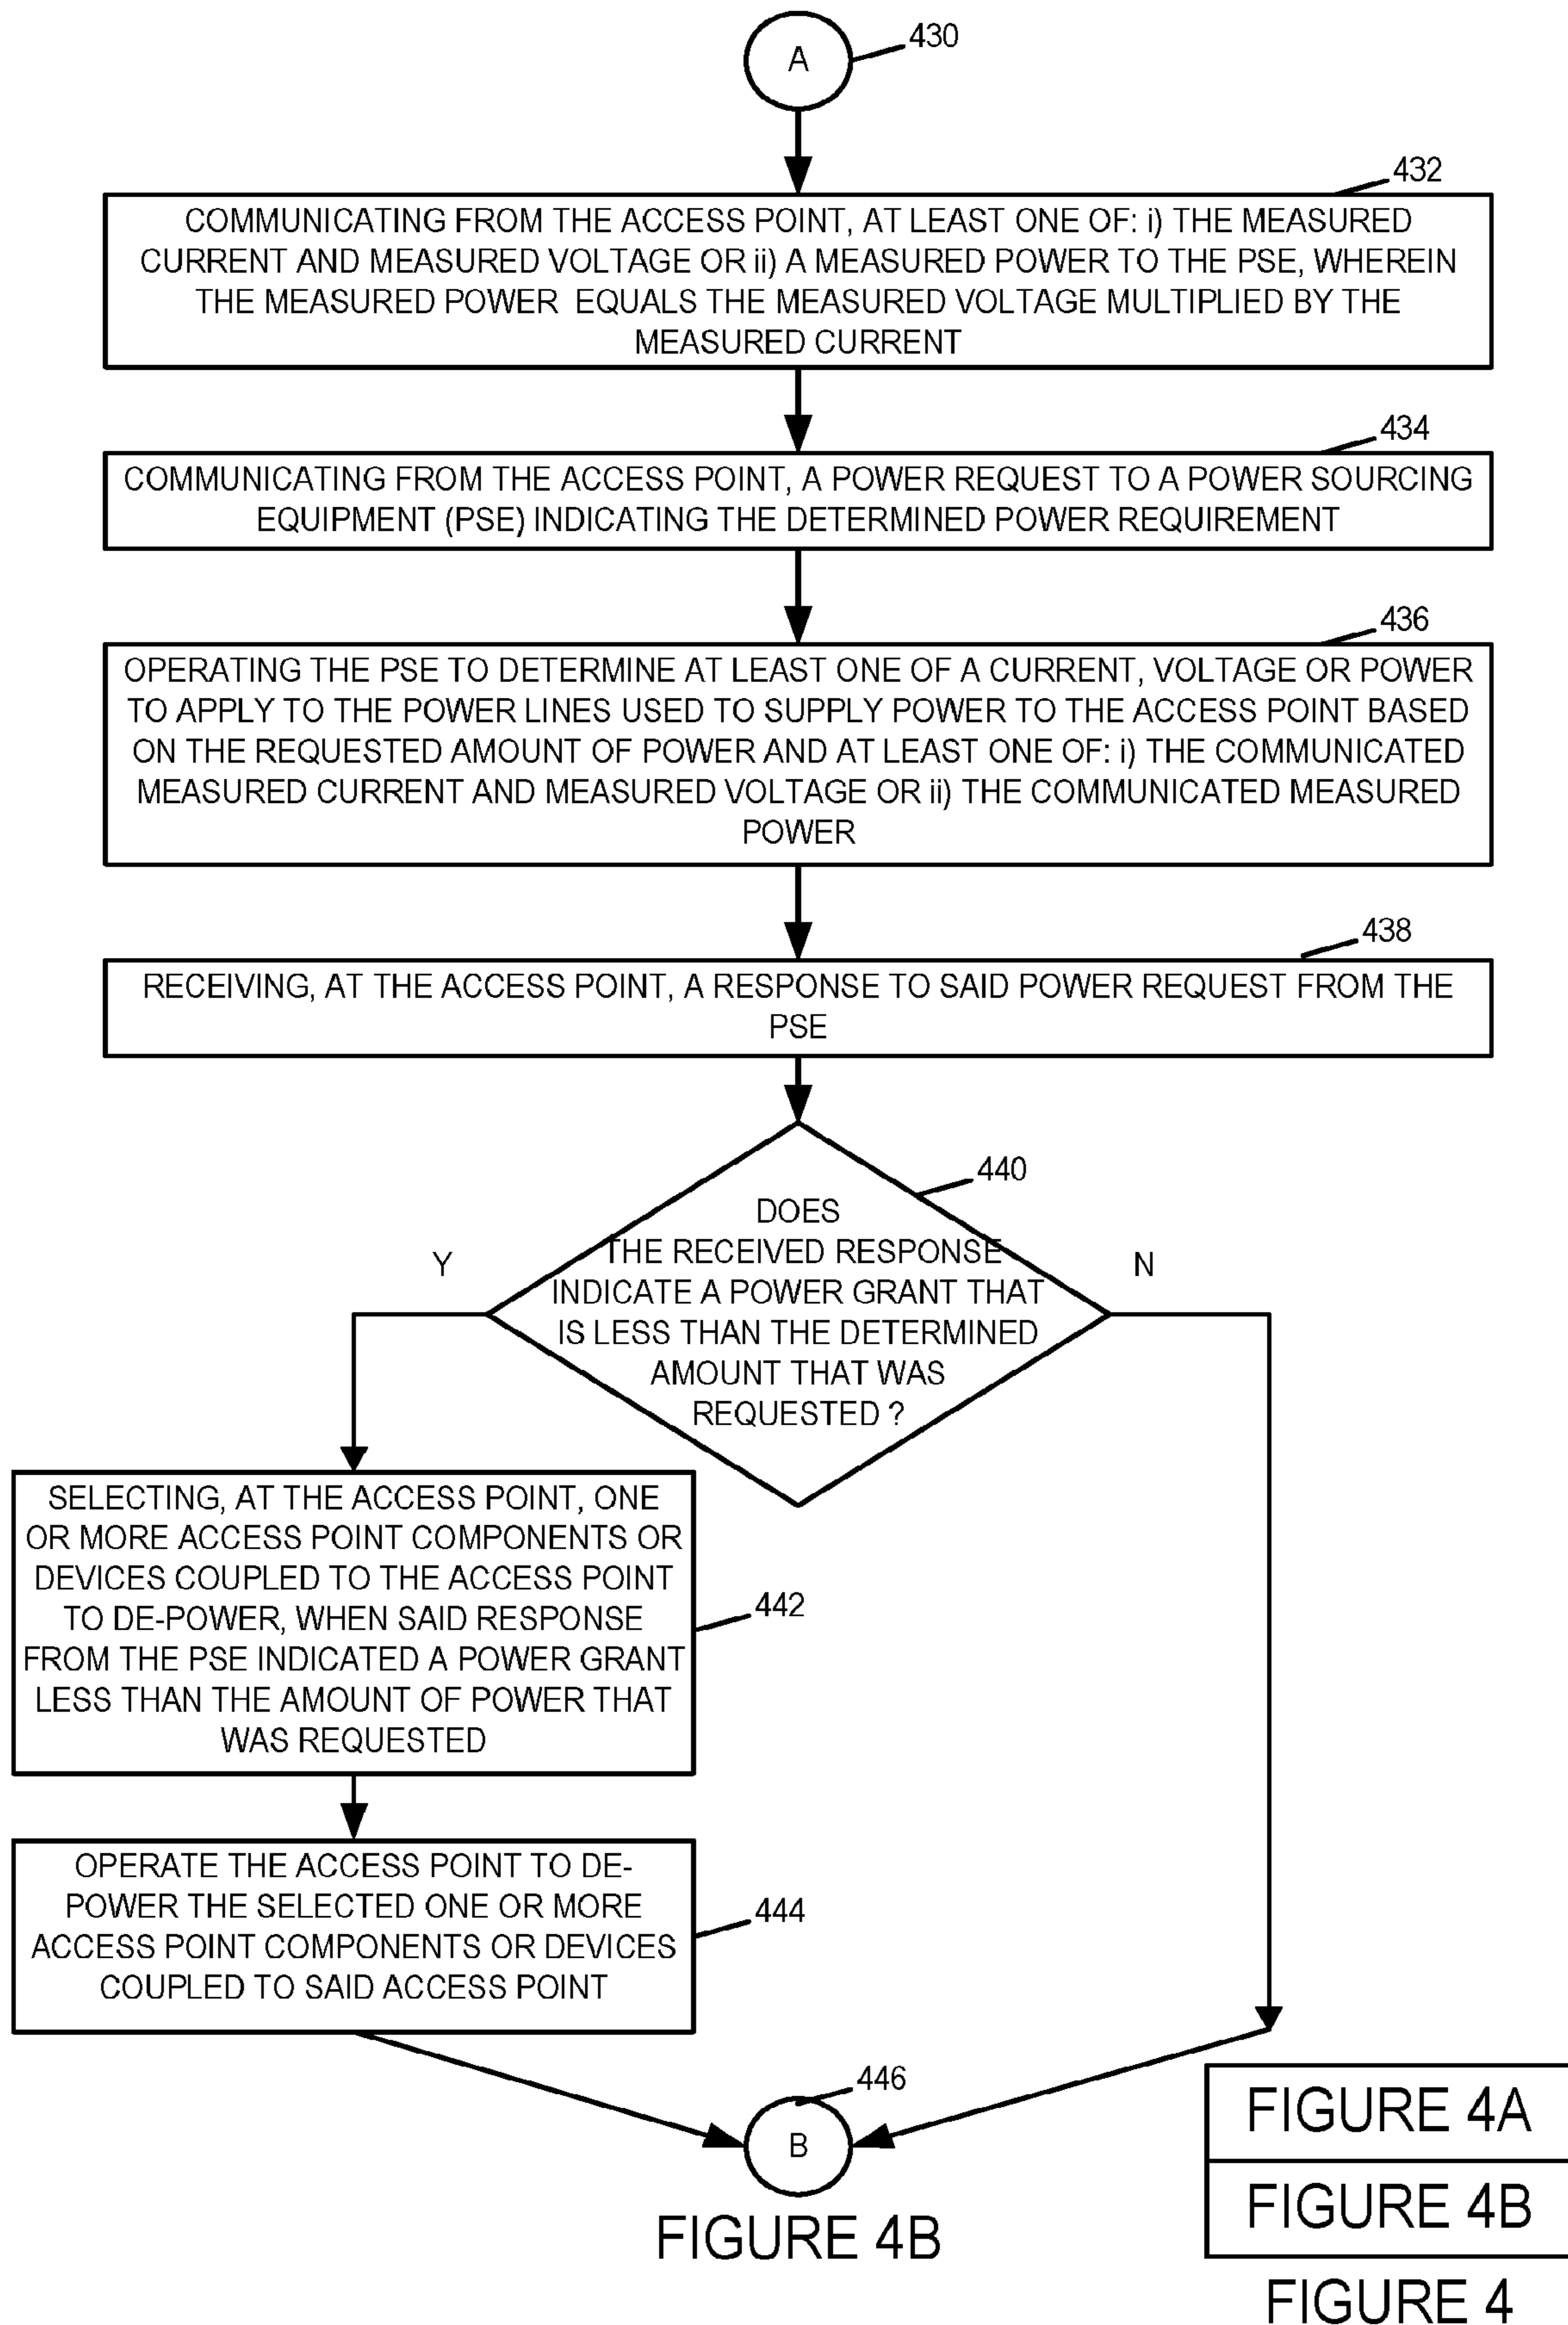 A
430
432
COMMUNICATING FROM THE ACCESS POINT, AT LEAST ONE OF: i) THE MEASURED
CURRENT AND MEASURED VOLTAGE OR ii) A MEASURED POWER TO THE PSE, WHEREIN
THE MEASURED POWER EQUALS THE MEASURED VOLTAGE MULTIPLIED BY THE
MEASURED CURRENT
434
COMMUNICATING FROM THE ACCESS POINT, A POWER REQUEST TO A POWER SOURCING
EQUIPMENT (PSE) INDICATING THE DETERMINED POWER REQUIREMENT
436
OPERATING THE PSE TO DETERMINE AT LEAST ONE OF A CURRENT, VOLTAGE OR POWER
TO APPLY TO THE POWER LINES USED TO SUPPLY POWER TO THE ACCESS POINT BASED
ON THE REQUESTED AMOUNT OF POWER AND AT LEAST ONE OF: i) THE COMMUNICATED
MEASURED CURRENT AND MEASURED VOLTAGE OR ii) THE COMMUNICATED MEASURED
POWER
438
RECEIVING, AT THE ACCESS POINT, A RESPONSE TO SAID POWER REQUEST FROM THE
PSE
440
DOES
THE RECEIVED RESPONSE
INDICATE A POWER GRANT THAT
IS LESS THAN THE DETERMINED
AMOUNT THAT WAS
REQUESTED ?
Y
N
SELECTING, AT THE ACCESS POINT, ONE
OR MORE ACCESS POINT COMPONENTS OR
DEVICES COUPLED TO THE ACCESS POINT
TO DE-POWER, WHEN SAID RESPONSE
FROM THE PSE INDICATED A POWER GRANT
LESS THAN THE AMOUNT OF POWER THAT
WAS REQUESTED
442
OPERATE THE ACCESS POINT TO DE-
POWER THE SELECTED ONE OR MORE
ACCESS POINT COMPONENTS OR DEVICES
COUPLED TO SAID ACCESS POINT
444
446
B
FIGURE 4B
FIGURE 4A
FIGURE 4B
FIGURE 4